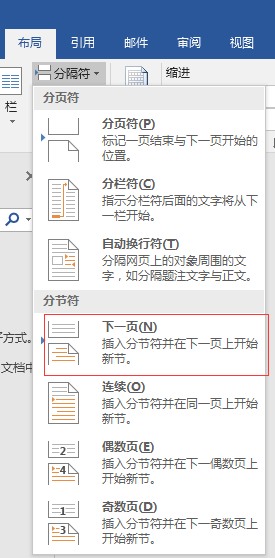 布局 引用 邮件 审阅 视图
分隔符 缩进
栏
分页符
分页符(P)
标记一页结束与下一页开始的
位置。
分栏符(C)
指示分栏符后面的文字将从下
一栏开始。
自动换行符(T)
分隔网页上的对象周围的文
字，如分隔题注文字与正文。
分节符
下一页(N)
插入分节符并在下一页上开始
新节。
子方式。
文档中
连续(O)
插入分节符并在同一页上开始
新节。
偶数页(E)
插入分节符并在下一偶数页上
开始新节。
奇数页(D)
插入分节符并在下一奇数页上
开始新节。
2
4
1
3